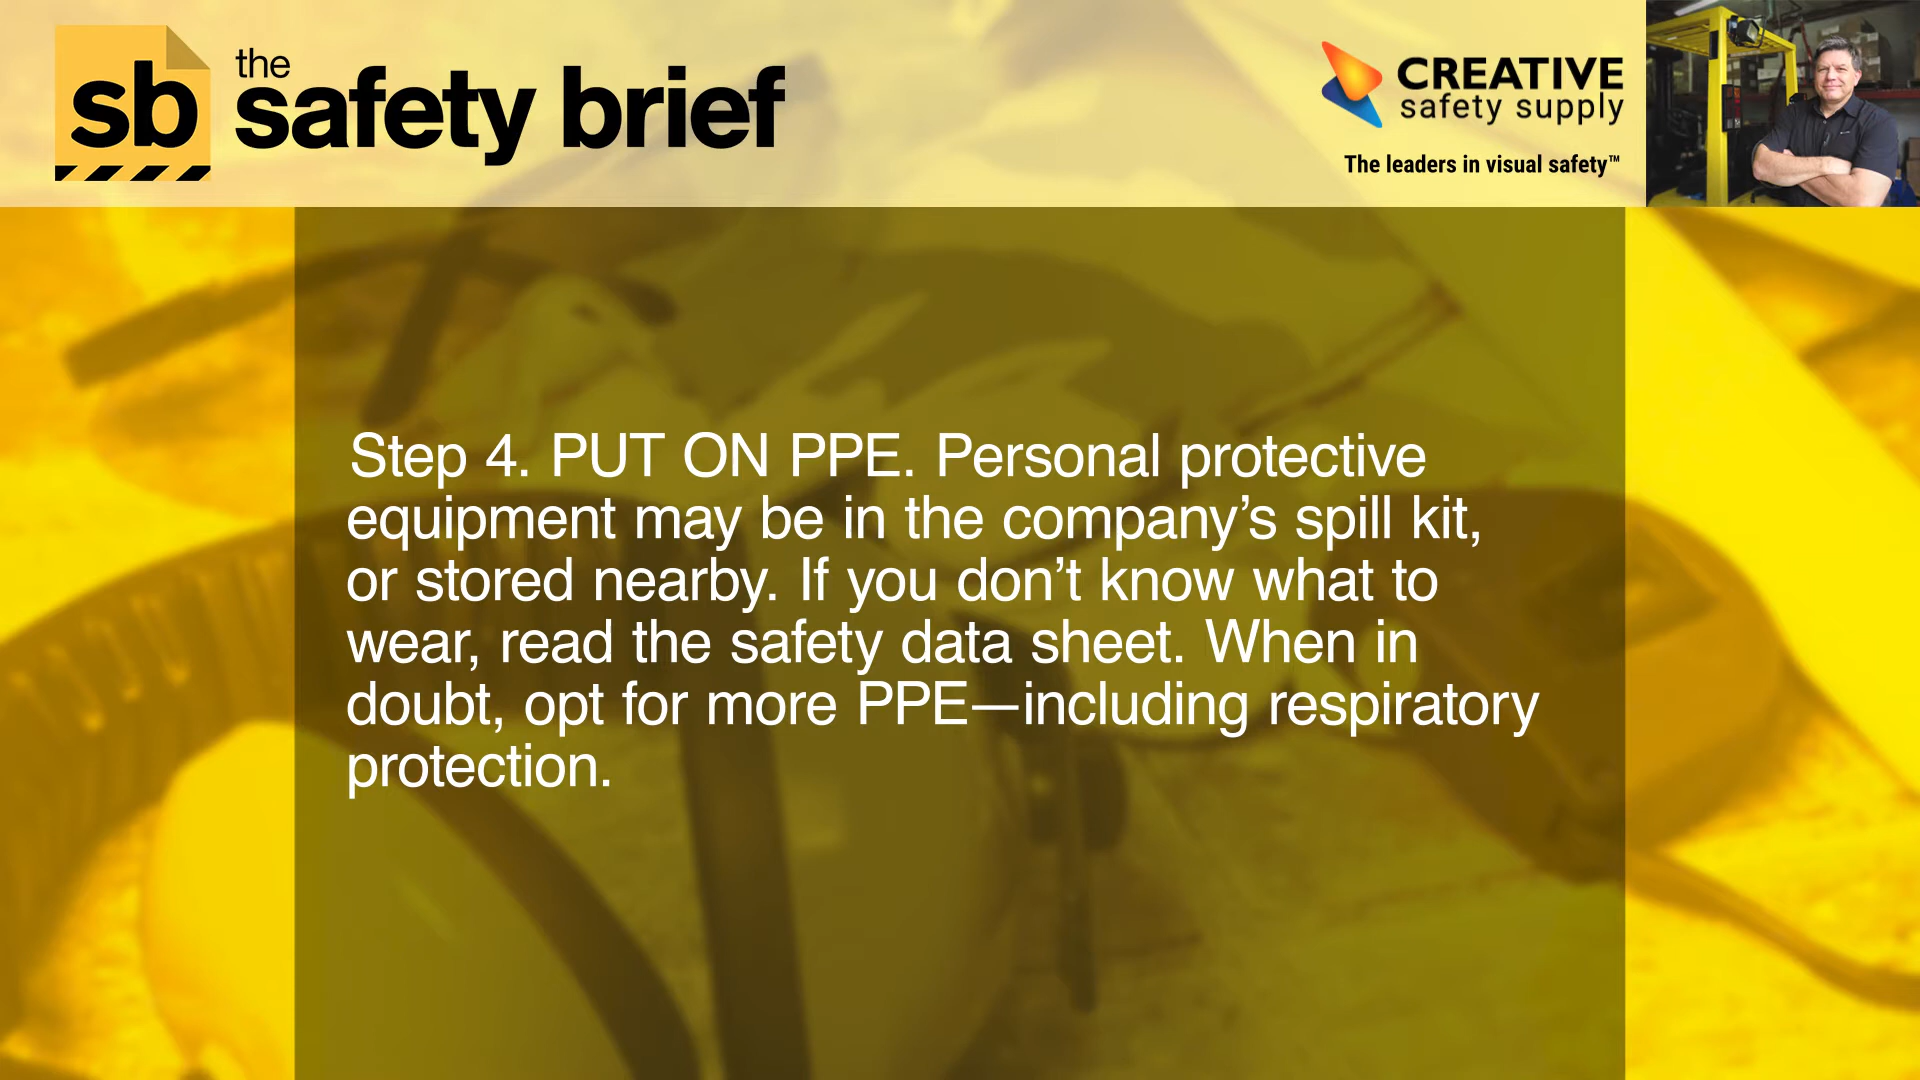 sb
the
safety brief
CREATIVE
safety supply
The leaders in visual safety™
Step 4. PUT ON PPE. Personal protective
equipment may be in the company’s spill kit,
or stored nearby. If you don’t know what to
wear, read the safety data sheet. When in
doubt, opt for more PPE—including respiratory
protection.